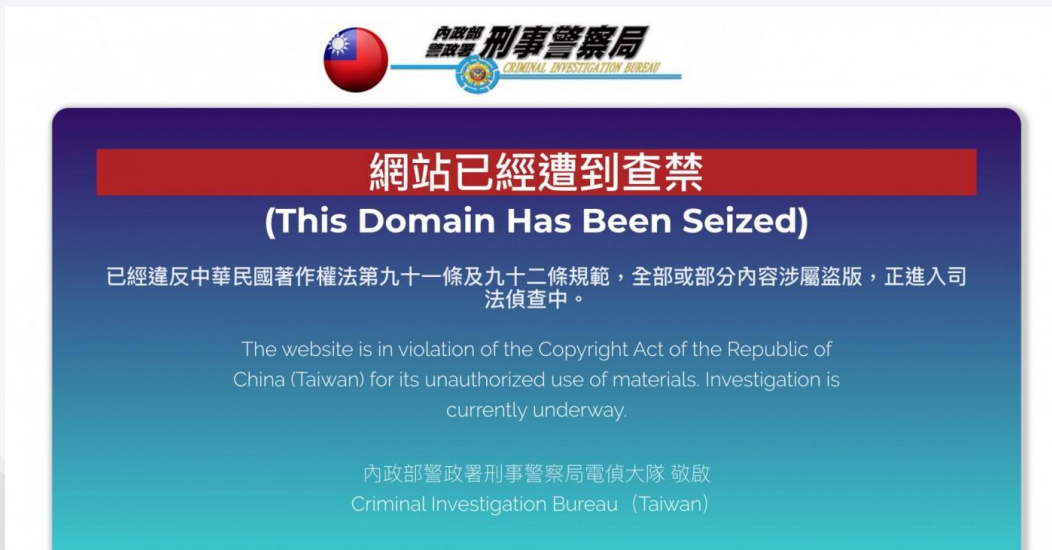 內政部
警政署 刑事警察局
CRIMINAL INVESTIGATION BUREAU
網站已經遭到查禁
(This Domain Has Been Seized)
已經違反中華民國著作權法第九十一條及九十二條規範，全部或部分內容涉屬盜版，正進入司
法偵查中。
The website is in violation of the Copyright Act of the Republic of
China (Taiwan) for its unauthorized use of materials. Investigation is
currently underway.
內政部警政署刑事警察局電偵大隊 敬啟
Criminal Investigation Bureau（Taiwan）